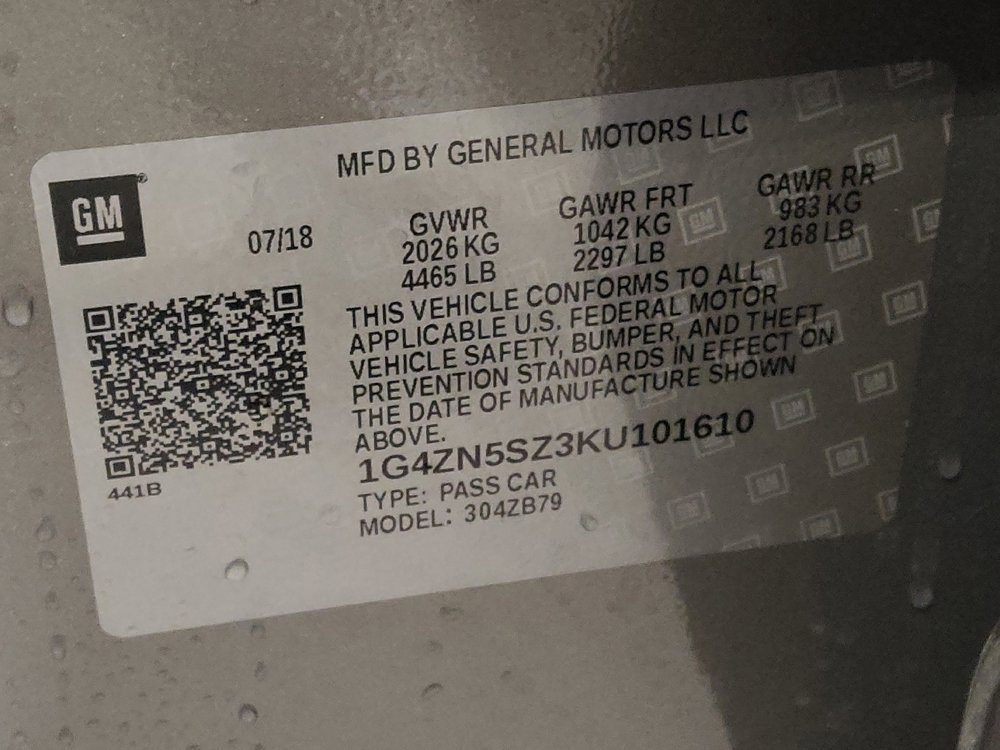 MFD BY GENERAL MOTORS LLC
GM
07/18
GVWR
2026 KG
4465 LB
GAWR FRT
1042 KG
2297 LB
GAWR RR
983 KG
2168 LB
THIS VEHICLE CONFORMS TO ALL
APPLICABLE U.S. FEDERAL MOTOR
VEHICLE SAFETY, BUMPER, AND THEFT
PREVENTION STANDARDS IN EFFECT ON
THE DATE OF MANUFACTURE SHOWN
ABOVE.
1G4ZN5SZ3KU101610
TYPE: PASS CAR
MODEL: 304ZB79
441B